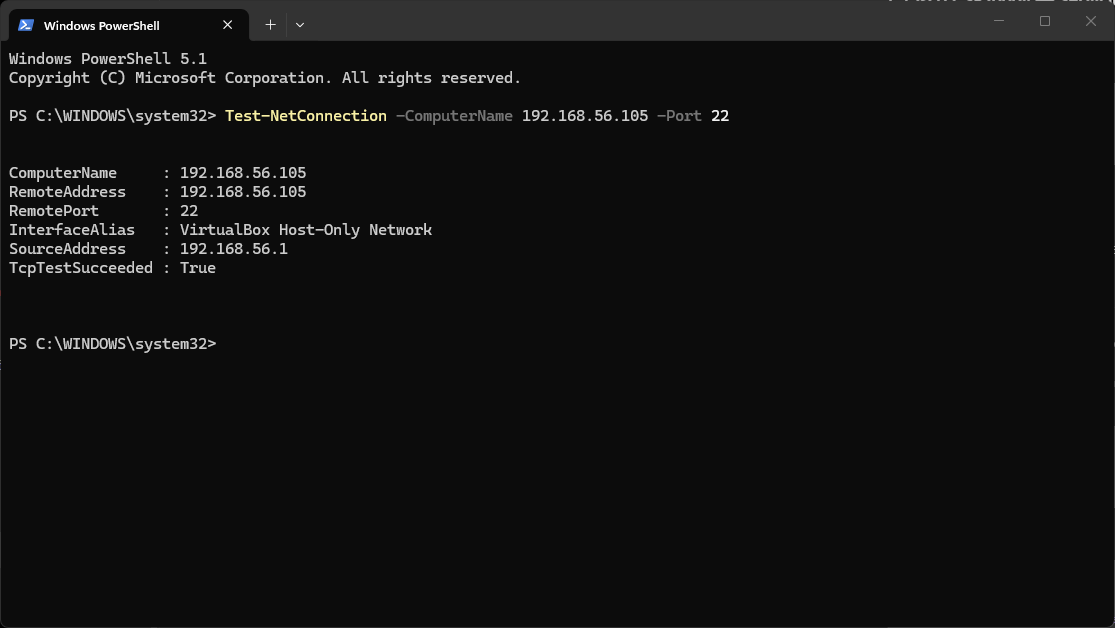 Windows PowerShell
Windows PowerShell 5.1
Copyright (C) Microsoft Corporation. All rights reserved.
PS C:\WINDOWS\system32> Test-NetConnection -ComputerName 192.168.56.105 -Port 22
ComputerName     : 192.168.56.105
RemoteAddress    : 192.168.56.105
RemotePort       : 22
InterfaceAlias   : VirtualBox Host-Only Network
SourceAddress    : 192.168.56.1
TcpTestSucceeded : True
PS C:\WINDOWS\system32>